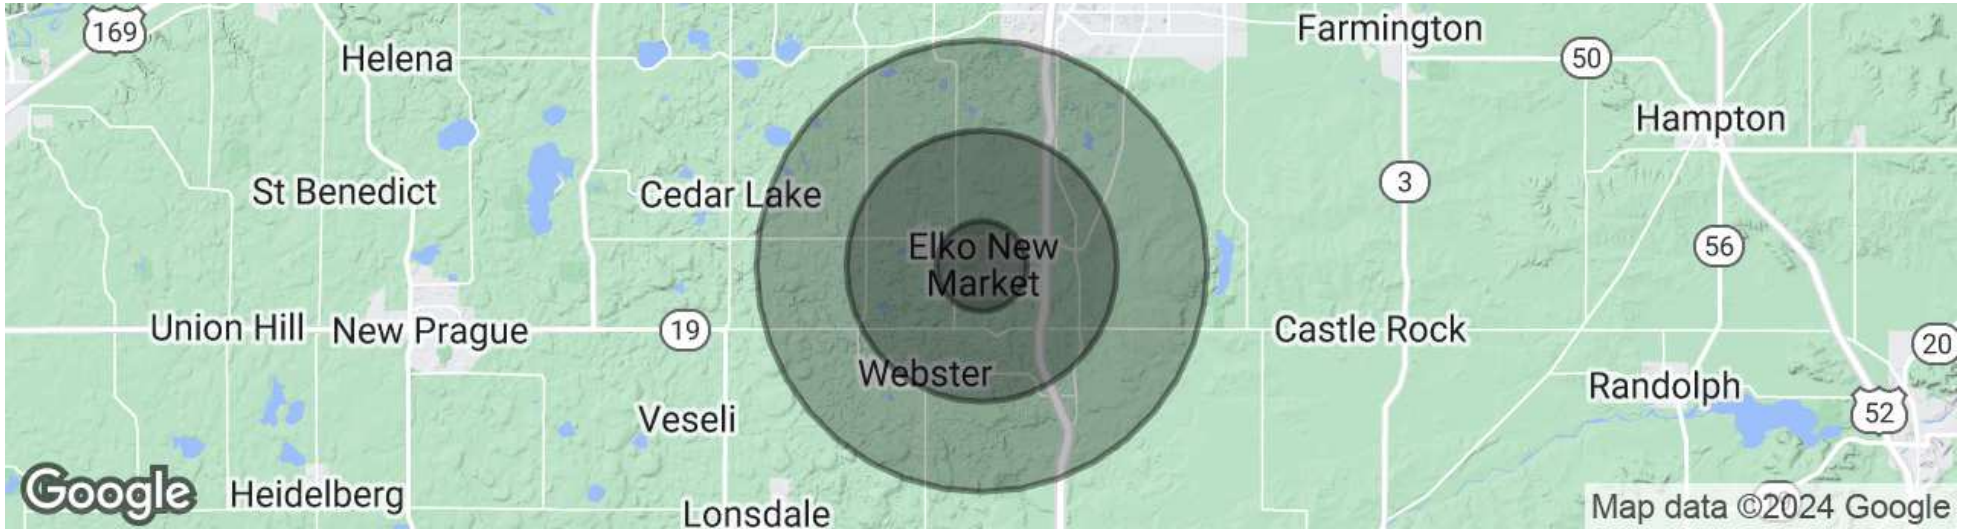 169
Helena
Farmington
50
Hampton
St Benedict
Cedar Lake
3
Elko New
Market
56
Union Hill
New Prague
19
Castle Rock
20
Webster
Randolph
Veseli
52
Google
Heidelberg
Lonsdale
Map data ©2024 Google